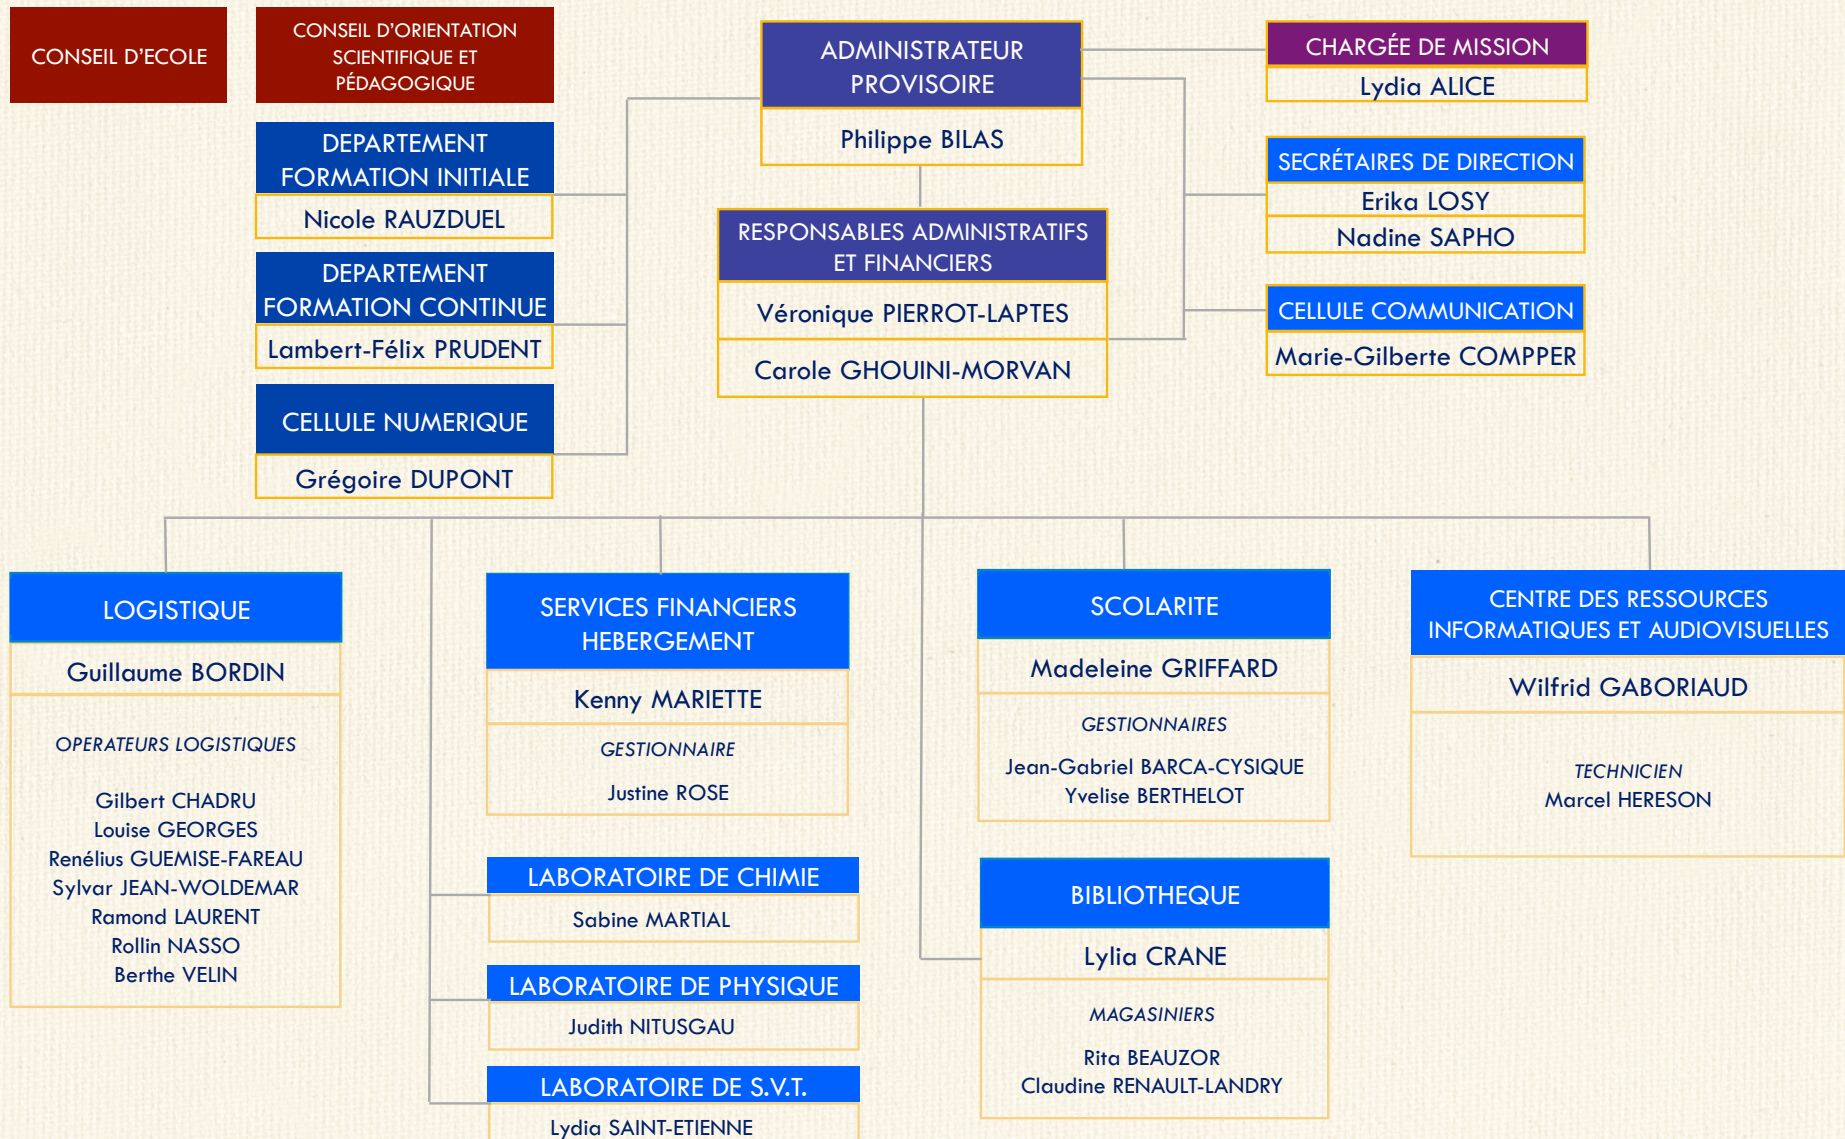 CONSEIL D'ECOLE
CONSEIL D'ORIENTATION
SCIENTIFIQUE ET
PÉDAGOGIQUE
ADMINISTRATEUR
PROVISOIRE
Philippe BILAS
CHARGÉE DE MISSION
Lydia ALICE
DEPARTEMENT
FORMATION INITIALE
Nicole RAUZDUEL
DEPARTEMENT
FORMATION CONTINUE
Lambert-Félix PRUDENT
CELLULE NUMERIQUE
Grégoire DUPONT
RESPONSABLES ADMINISTRATIFS
ET FINANCIERS
Véronique PIERROT-LAPTES
Carole GHOUINI-MORVAN
SECRÉTAIRES DE DIRECTION
Erika LOSY
Nadine SAPHO
CELLULE COMMUNICATION
Marie-Gilberte COMPPER
LOGISTIQUE
Guillaume BORDIN
OPERATEURS LOGISTIQUES
Gilbert CHADRU
Louise GEORGES
Renélius GUEMISE-FAREAU
Sylvar JEAN-WOLDEMAR
Ramond LAURENT
Rollin NASSO
Berthe VELIN
SERVICES FINANCIERS
HEBERGEMENT
Kenny MARIETTE
GESTIONNAIRE
Justine ROSE
LABORATOIRE DE CHIMIE
Sabine MARTIAL
LABORATOIRE DE PHYSIQUE
Judith NITUSGAU
LABORATOIRE DE S.V.T.
Lydia SAINT-ETIENNE
SCOLARITE
Madeleine GRIFFARD
GESTIONNAIRES
Jean-Gabriel BARCA-CYSIQUE
Yvelise BERTHELOT
BIBLIOTHEQUE
Lylia CRANE
MAGASINIERS
Rita BEAUZOR
Claudine RENAULT-LANDRY
CENTRE DES RESSOURCES
INFORMATIQUES ET AUDIOVISUELLES
Wilfrid GABORIAUD
TECHNICIEN
Marcel HERESON